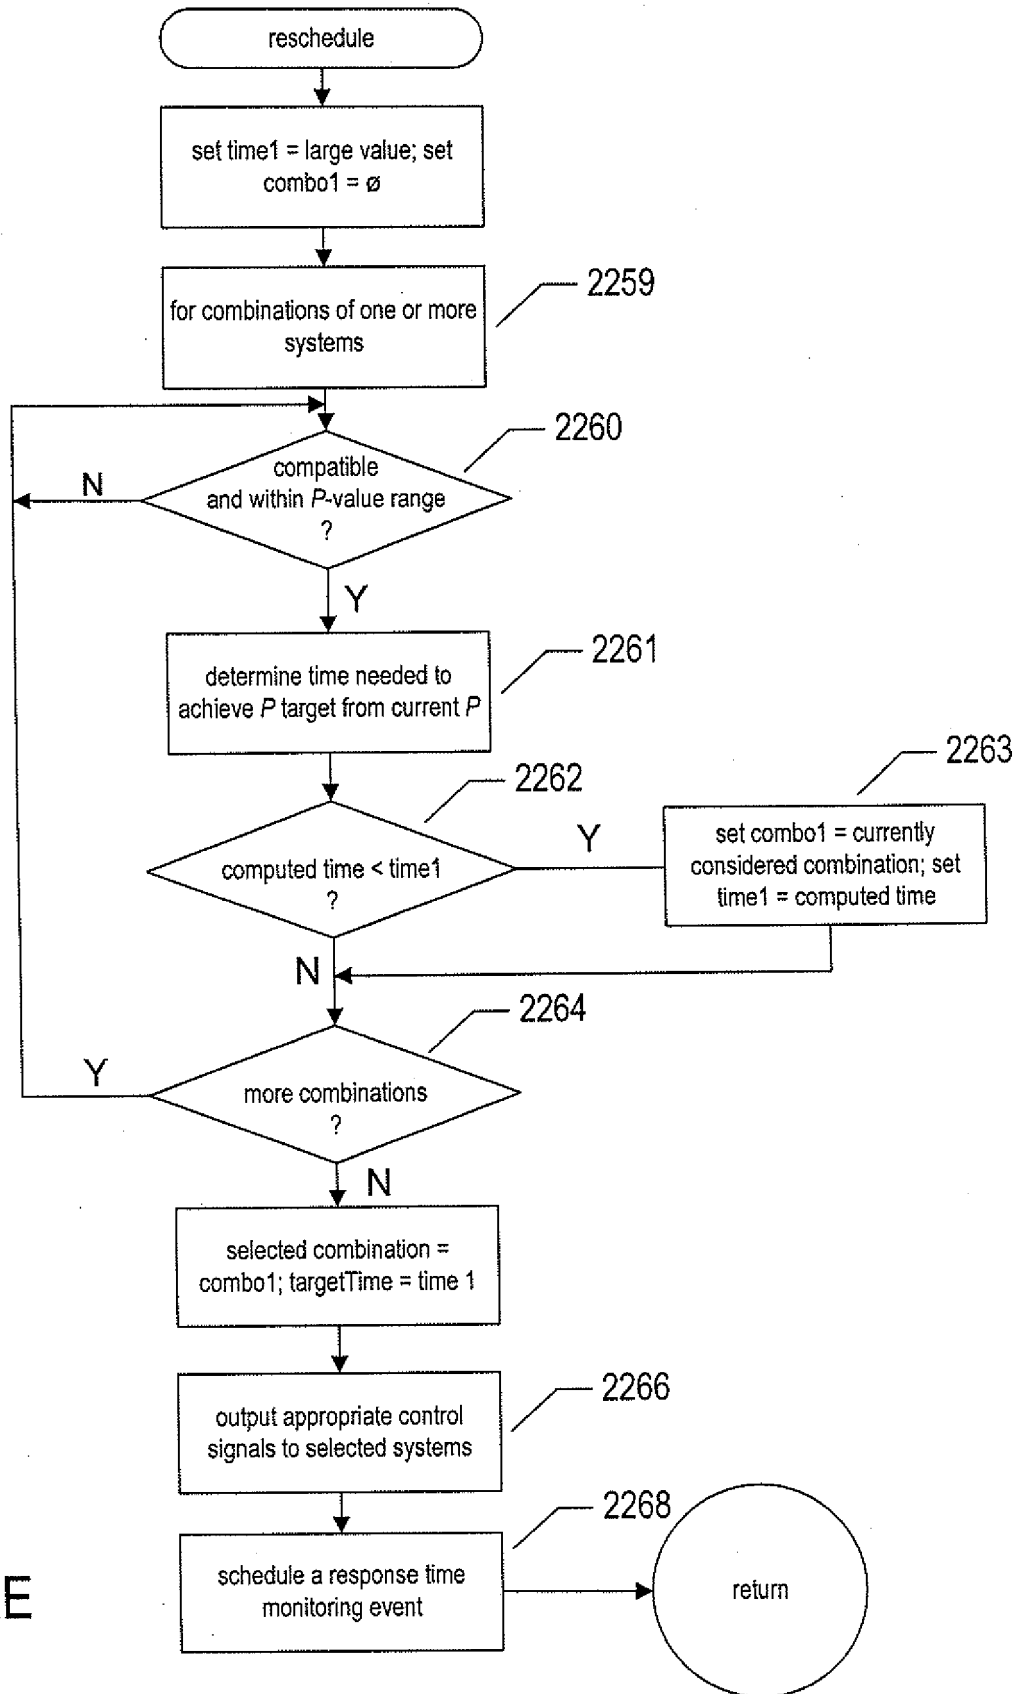 reschedule
set time1 = large value; set
combo1 = ø
2259
for combinations of one or more
systems
2260
compatible
and within P-value range
?
N
Y
2261
determine time needed to
achieve P target from current P
2262
2263
computed time < time1
?
Y
set combo1 = currently
considered combination; set
time1 = computed time
N
2264
Y
more combinations
?
N
selected combination =
combo1; targetTime = time 1
2266
output appropriate control
signals to selected systems
2268
schedule a response time
monitoring event
return
E